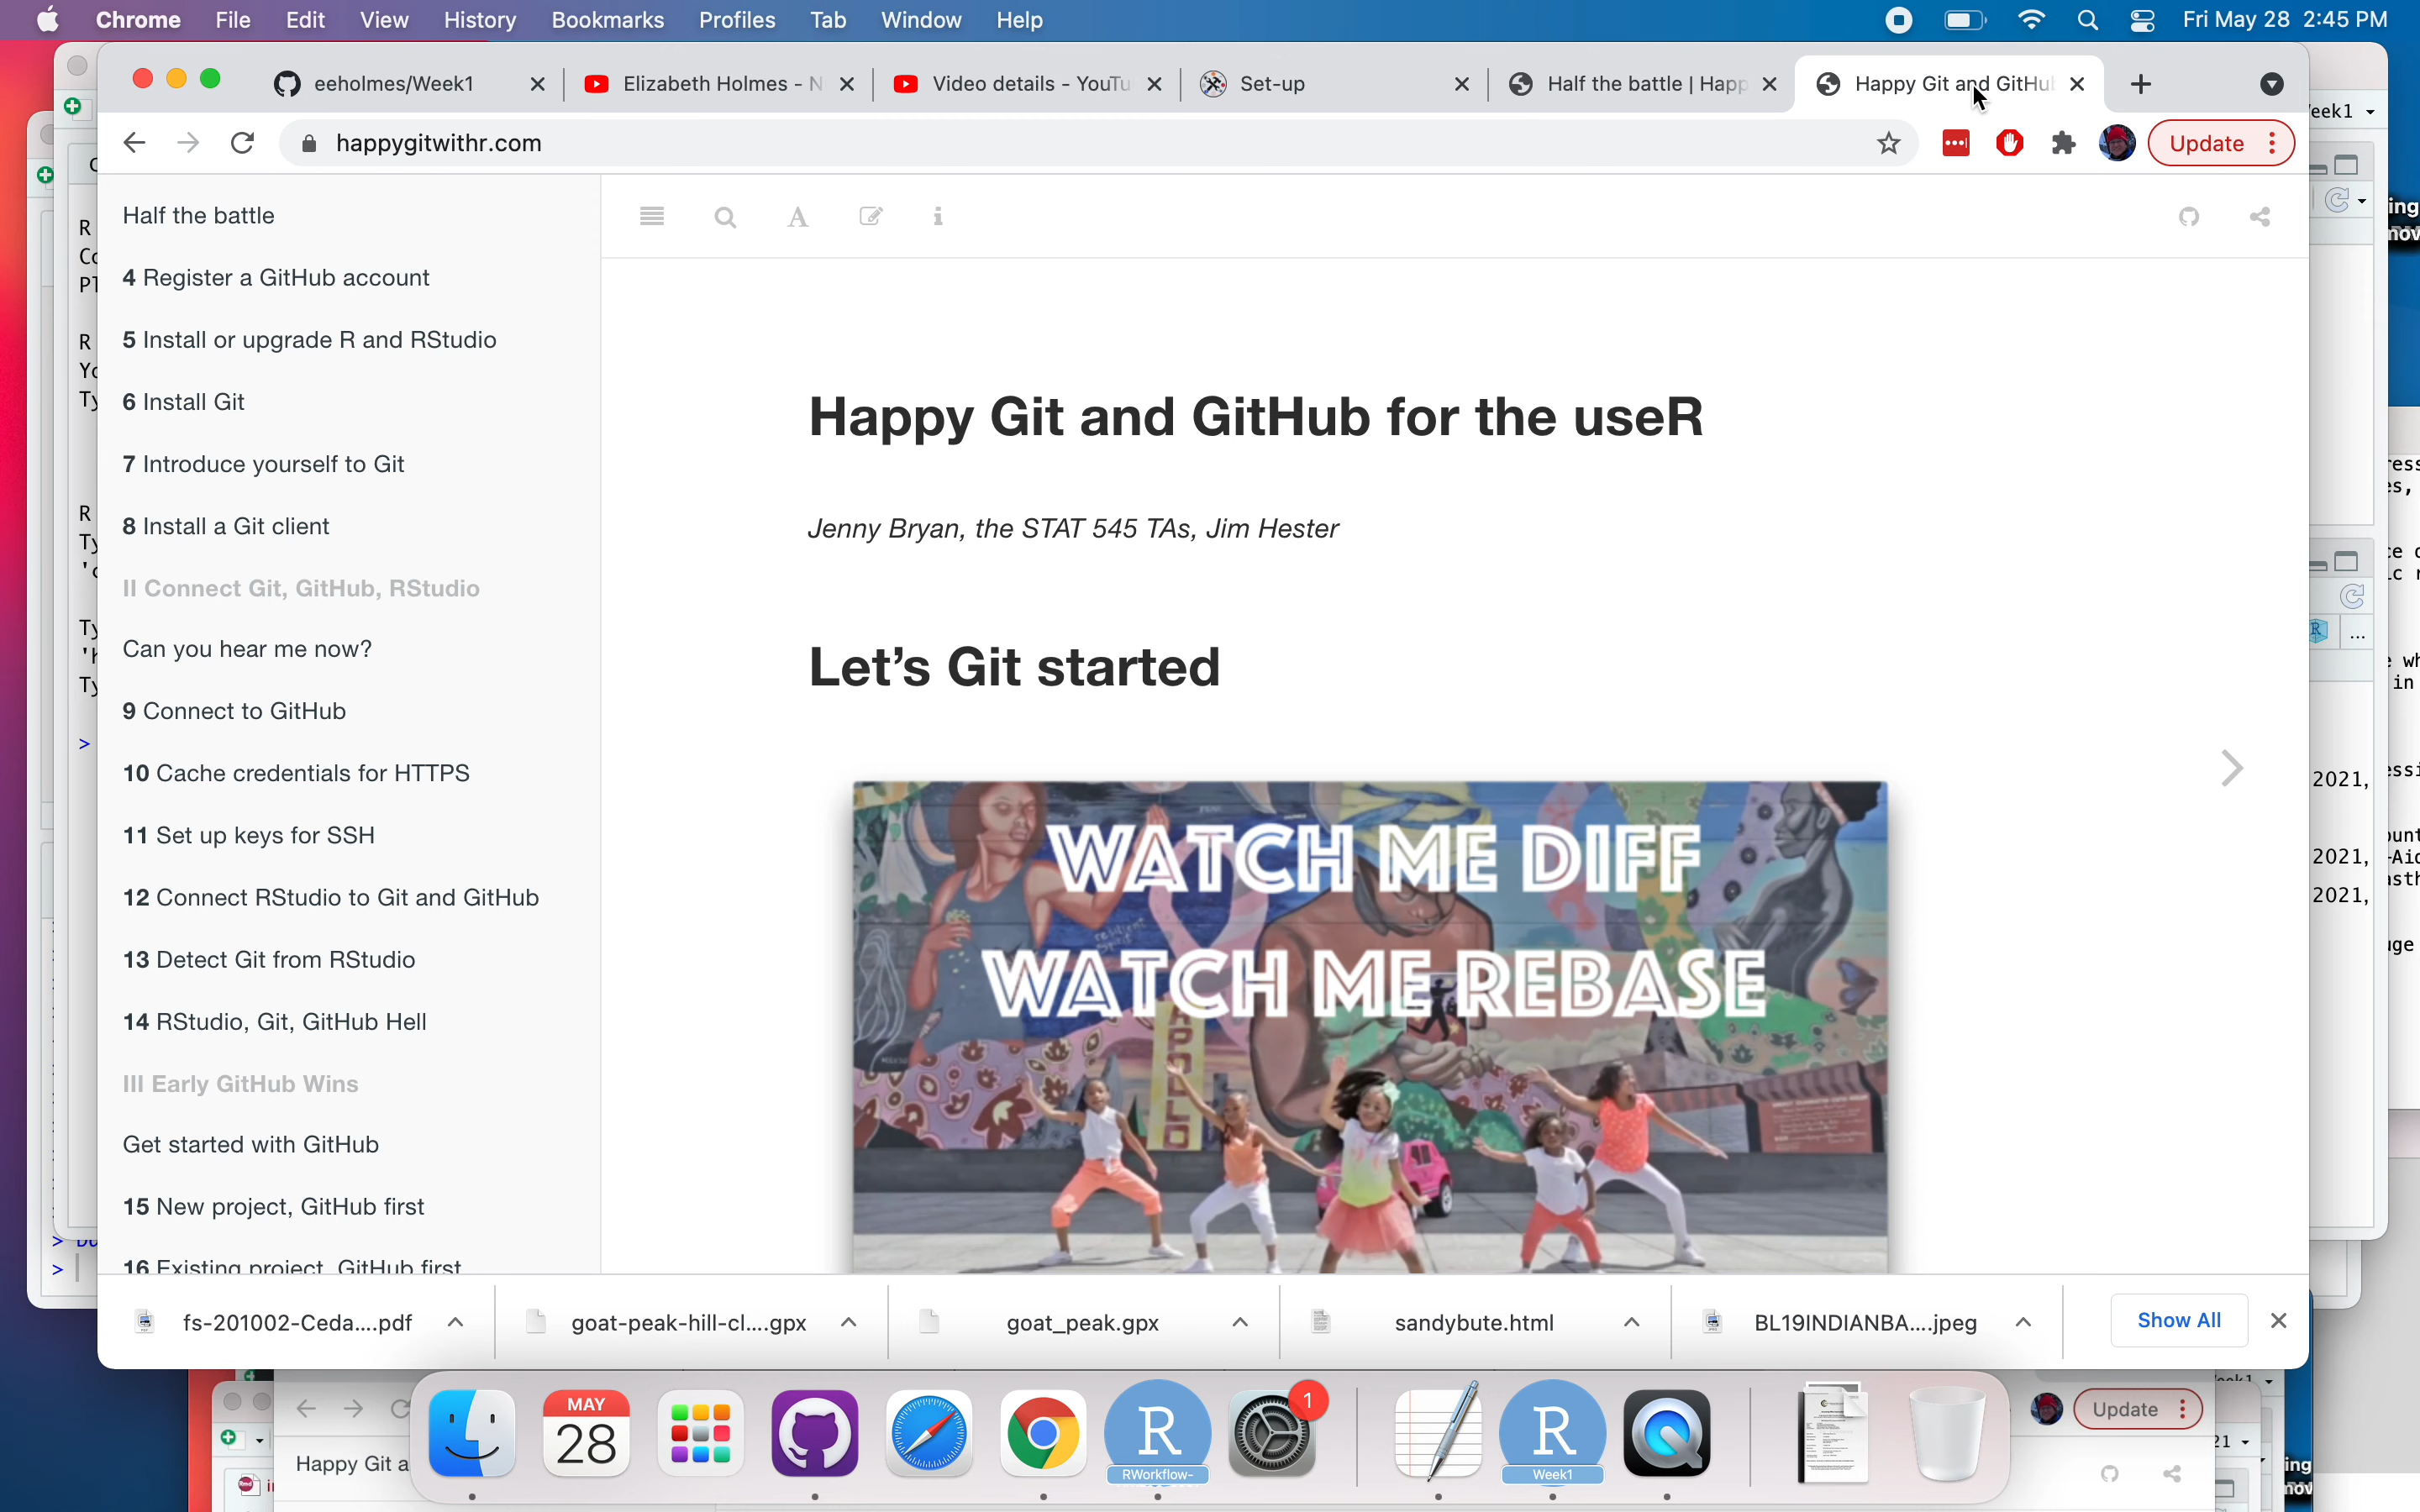 Chrome File Edit View History Bookmarks Profiles Tab Window Help Fri May 28 2:45 PM
eeholmes/Week1
Elizabeth Holmes - N
Video details - YouTu
Set-up
Half the battle | Happ
Happy Git and GitHu
happygitwithr.com
Update
Half the battle
4 Register a GitHub account
5 Install or upgrade R and RStudio
6 Install Git
7 Introduce yourself to Git
8 Install a Git client
II Connect Git, GitHub, RStudio
Can you hear me now?
9 Connect to GitHub
10 Cache credentials for HTTPS
11 Set up keys for SSH
12 Connect RStudio to Git and GitHub
13 Detect Git from RStudio
14 RStudio, Git, GitHub Hell
III Early GitHub Wins
Get started with GitHub
15 New project, GitHub first
16 Existing project, GitHub first
Happy Git and GitHub for the useR
Jenny Bryan, the STAT 545 TAs, Jim Hester
Let's Git started
WATCH ME DIFF
WATCH ME REBASE
APOLLO
2021,
2021,
2021,
fs-201002-Ceda....pdf
goat-peak-hill-cl....gpx
goat_peak.gpx
sandybute.html
BL19INDIANBA....jpeg
Show All
MAY
28
R
RWorkflow-
1
R
Week1
Happy Git a
Update